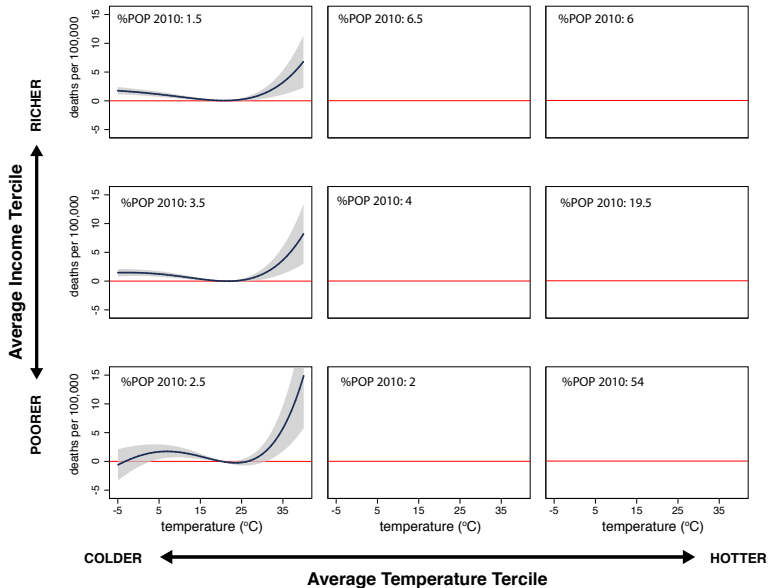 %POP 2010: 1.5
%POP 2010: 6.5
%POP 2010: 6
deaths per 100,000
15
10
5
0
-5
RICHER
%POP 2010: 3.5
%POP 2010: 4
%POP 2010: 19.5
deaths per 100,000
15
10
5
0
-5
Average Income Tercile
%POP 2010: 2.5
%POP 2010: 2
%POP 2010: 54
deaths per 100,000
15
10
5
0
-5
POORER
-5 5 15 25 35
-5 5 15 25 35
-5 5 15 25 35
temperature (°C)
temperature (°C)
temperature (°C)
COLDER
HOTTER
Average Temperature Tercile